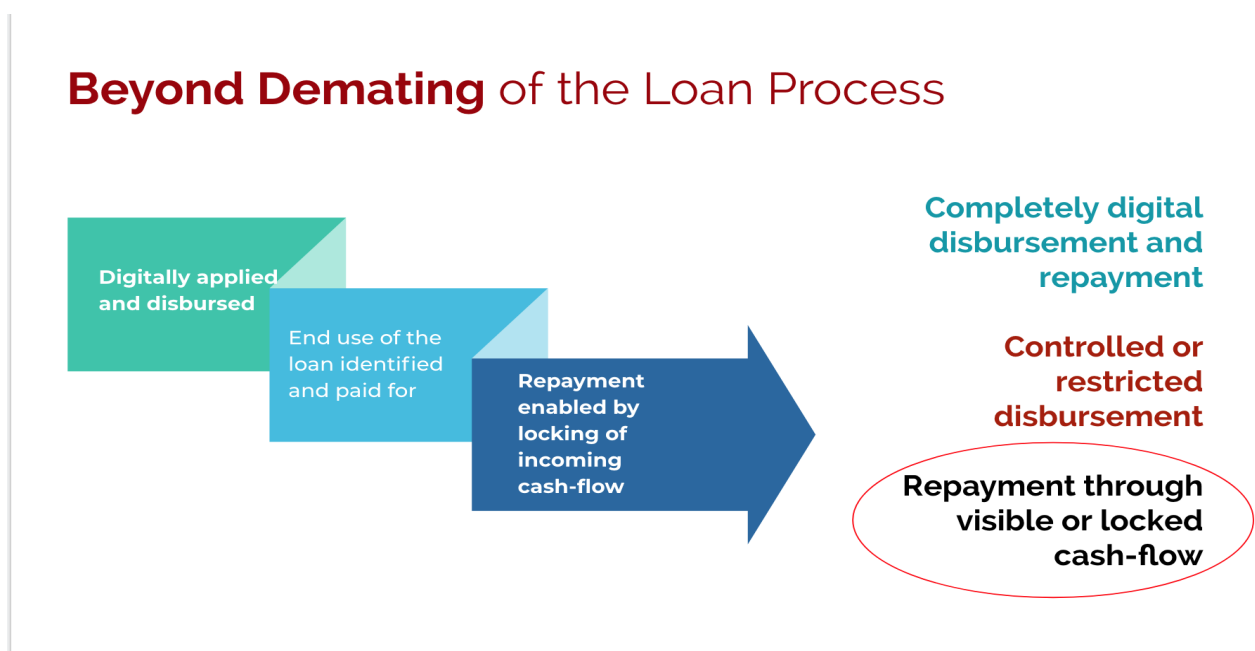 Beyond Demating of the Loan Process
Digitally applied
and disbursed
End use of the
loan identified
and paid for
Repayment
enabled by
locking of
incoming
cash-flow
Completely digital
disbursement and
repayment
Controlled or
restricted
disbursement
Repayment through
visible or locked
cash-flow